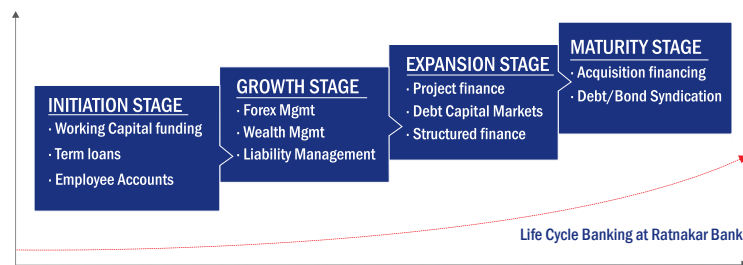 INITIATION STAGE
· Working Capital funding
· Term loans
· Employee Accounts
GROWTH STAGE
· Forex Mgmt
· Wealth Mgmt
· Liability Management
EXPANSION STAGE
· Project finance
· Debt Capital Markets
· Structured finance
MATURITY STAGE
· Acquisition financing
· Debt/Bond Syndication
Life Cycle Banking at Ratnakar Bank